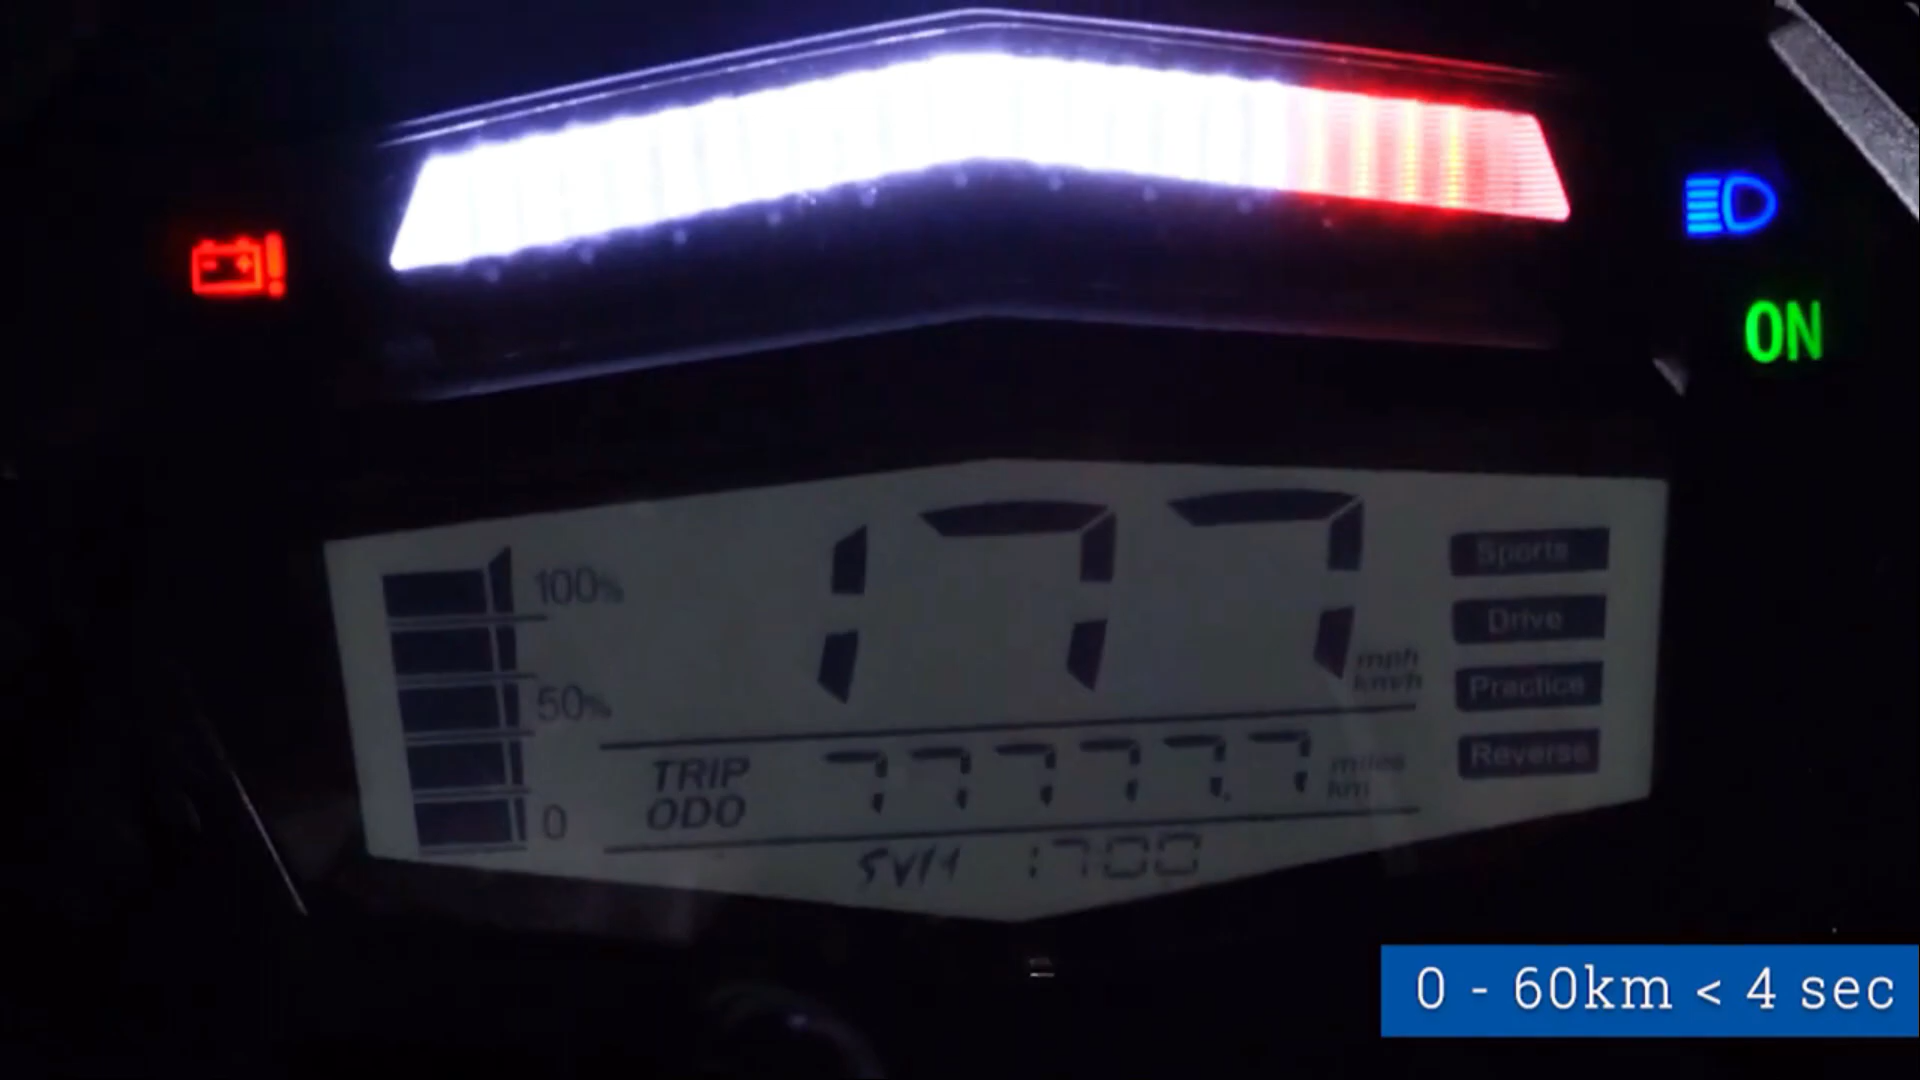 ON
177
mph
km/h
100%
50%
0
Sports
Drive
Practice
Reverse
TRIP
ODO
77777.7
miles
km
17:00
0 - 60km < 4 sec